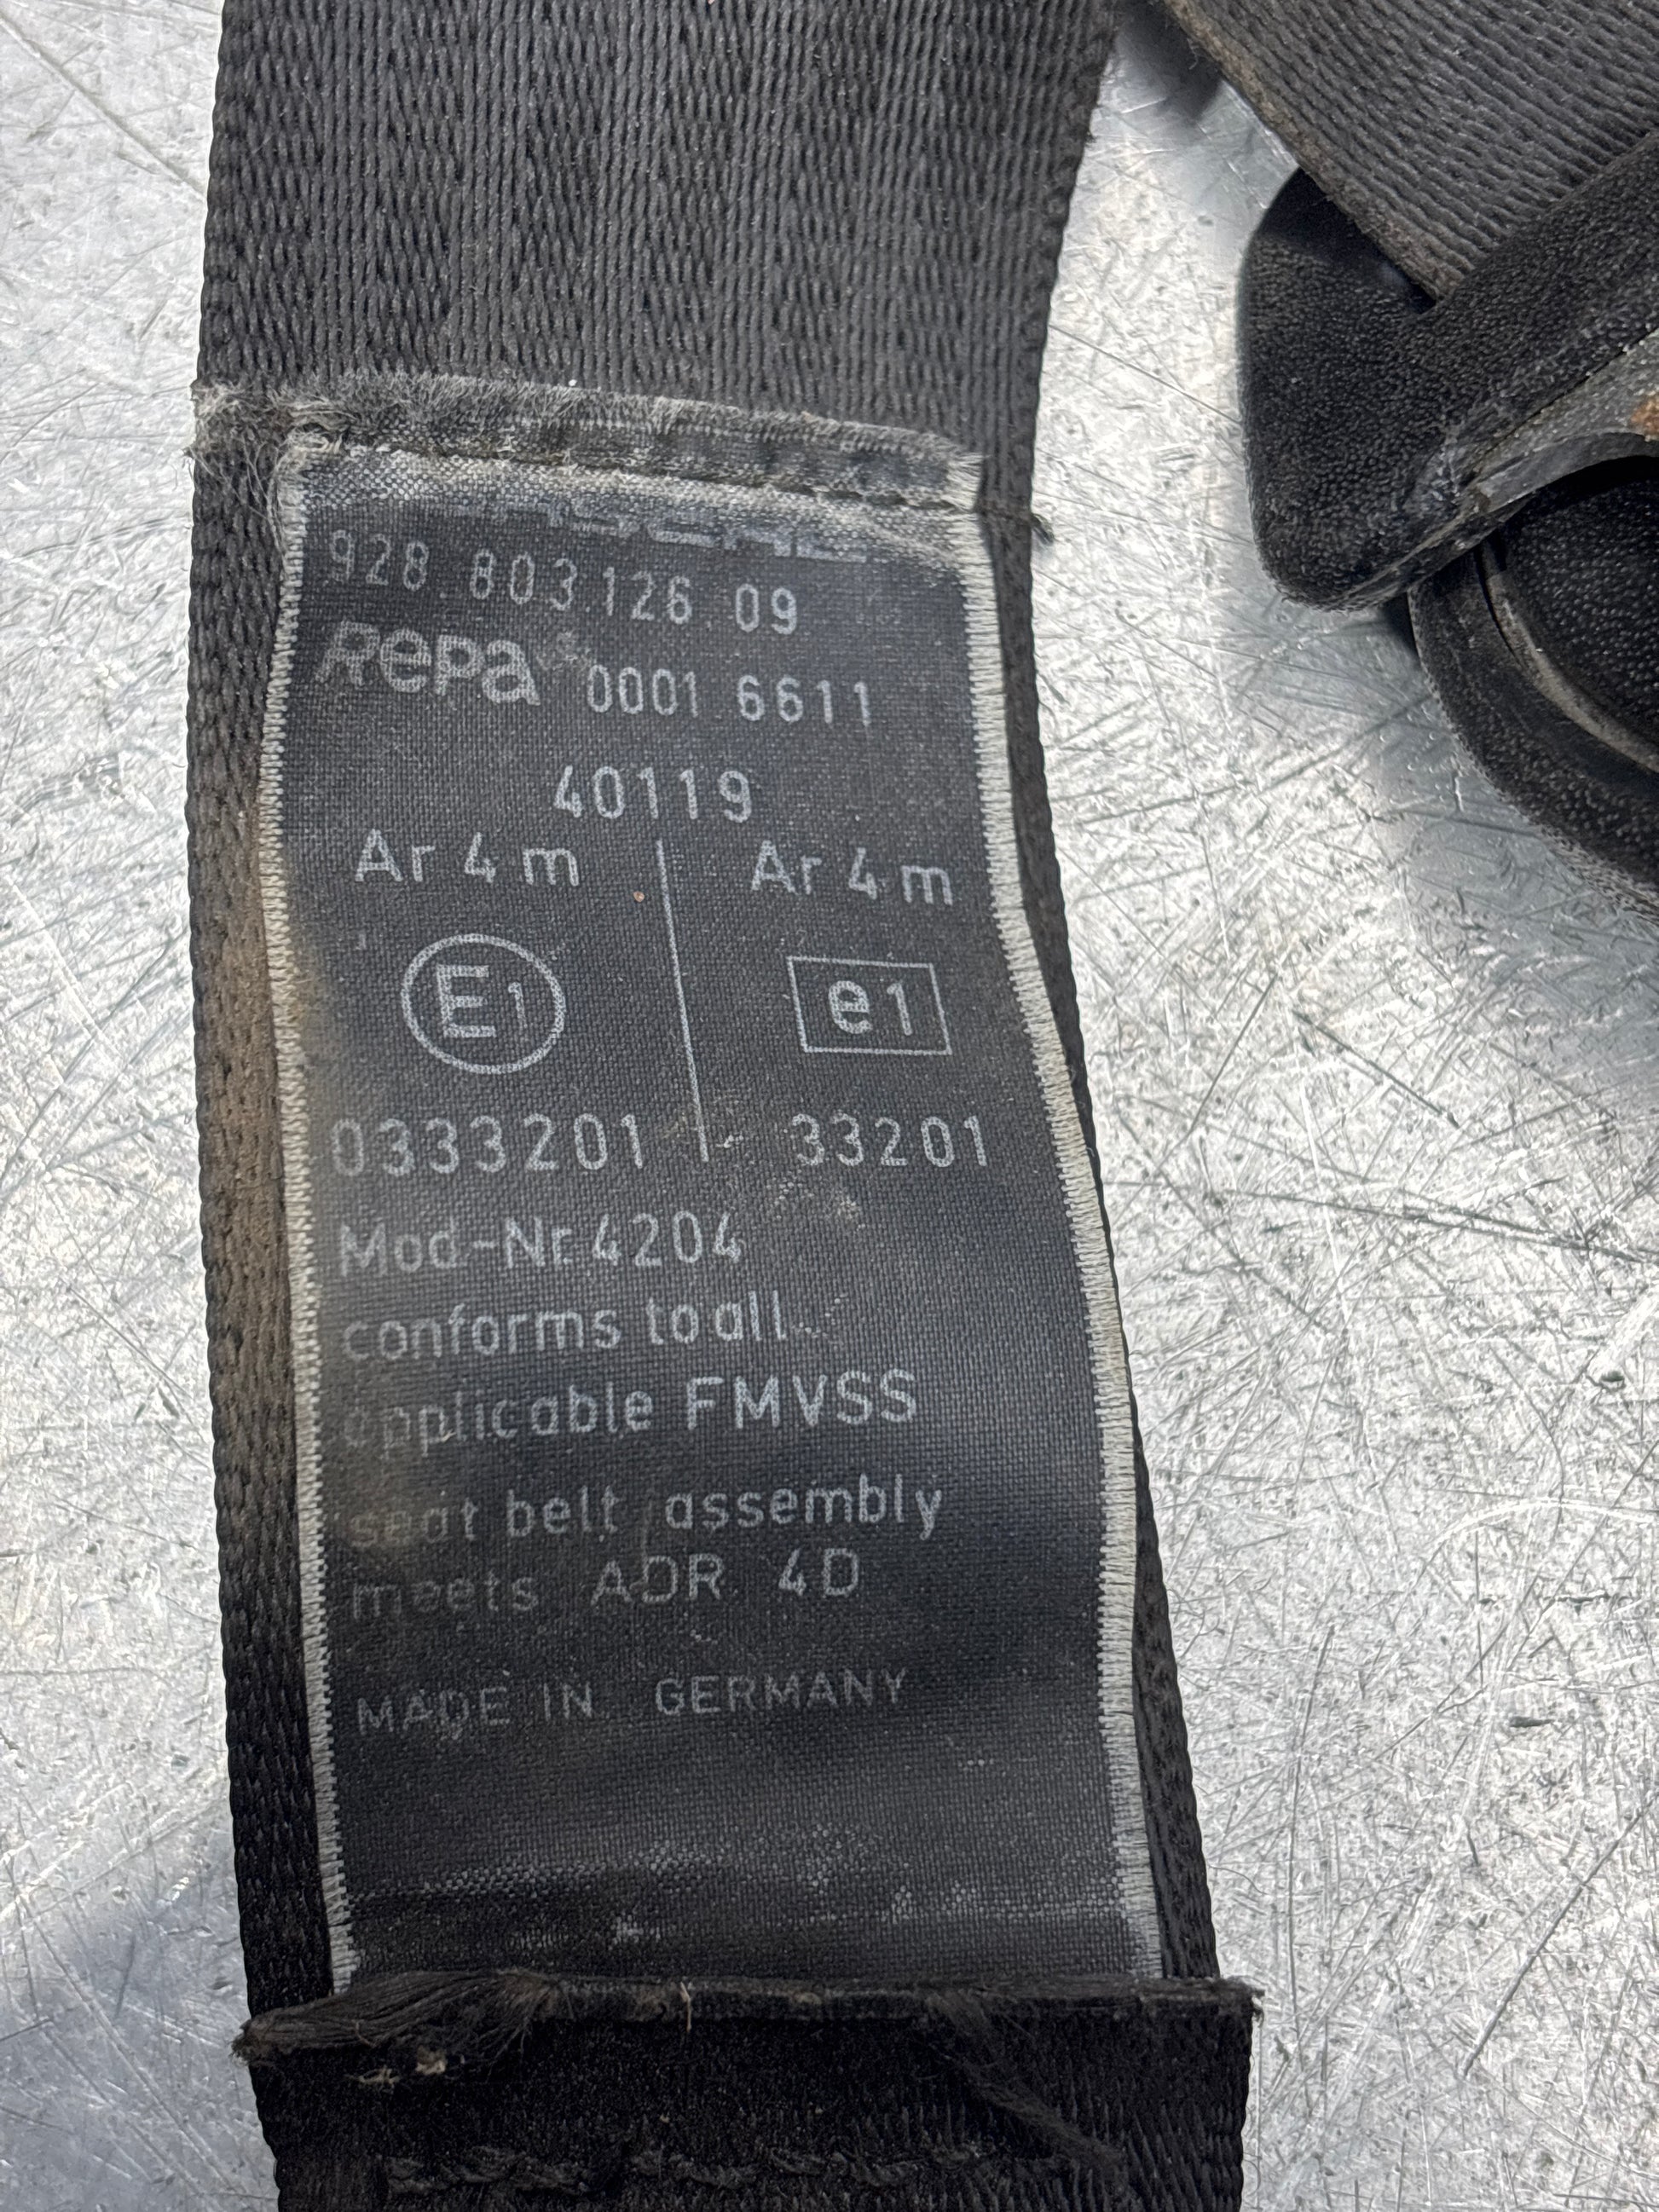 928.803.126.09
Repa 0001 6611
40119
Ar 4 m Ar 4 m
E1 e1
0333201 33201
Mod-Nr.4204
conforms to all
applicable FMVSS
seat belt assembly
meets ADR 4D
MADE IN GERMANY